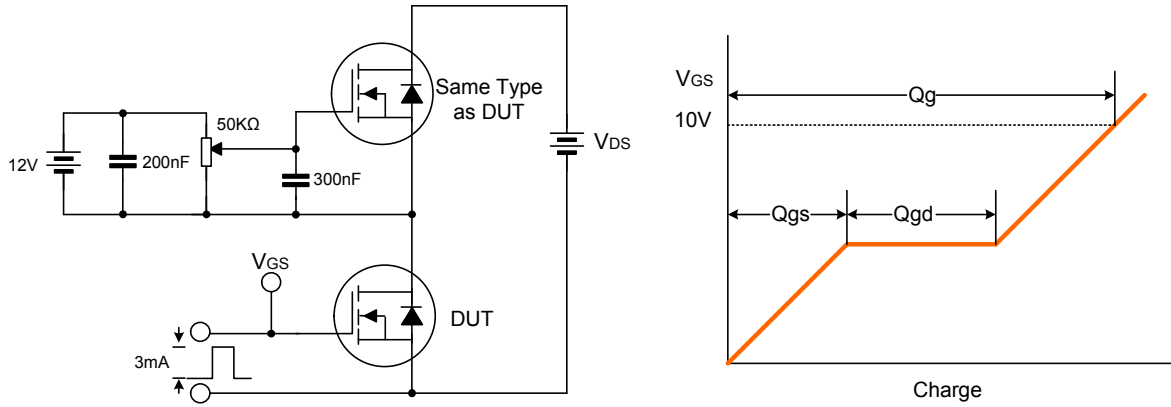 Same Type
as DUT
50KΩ
12V
200nF
300nF
VDS
VGS
DUT
3mA
VGS
10V
Qg
Qgs
Qgd
Charge